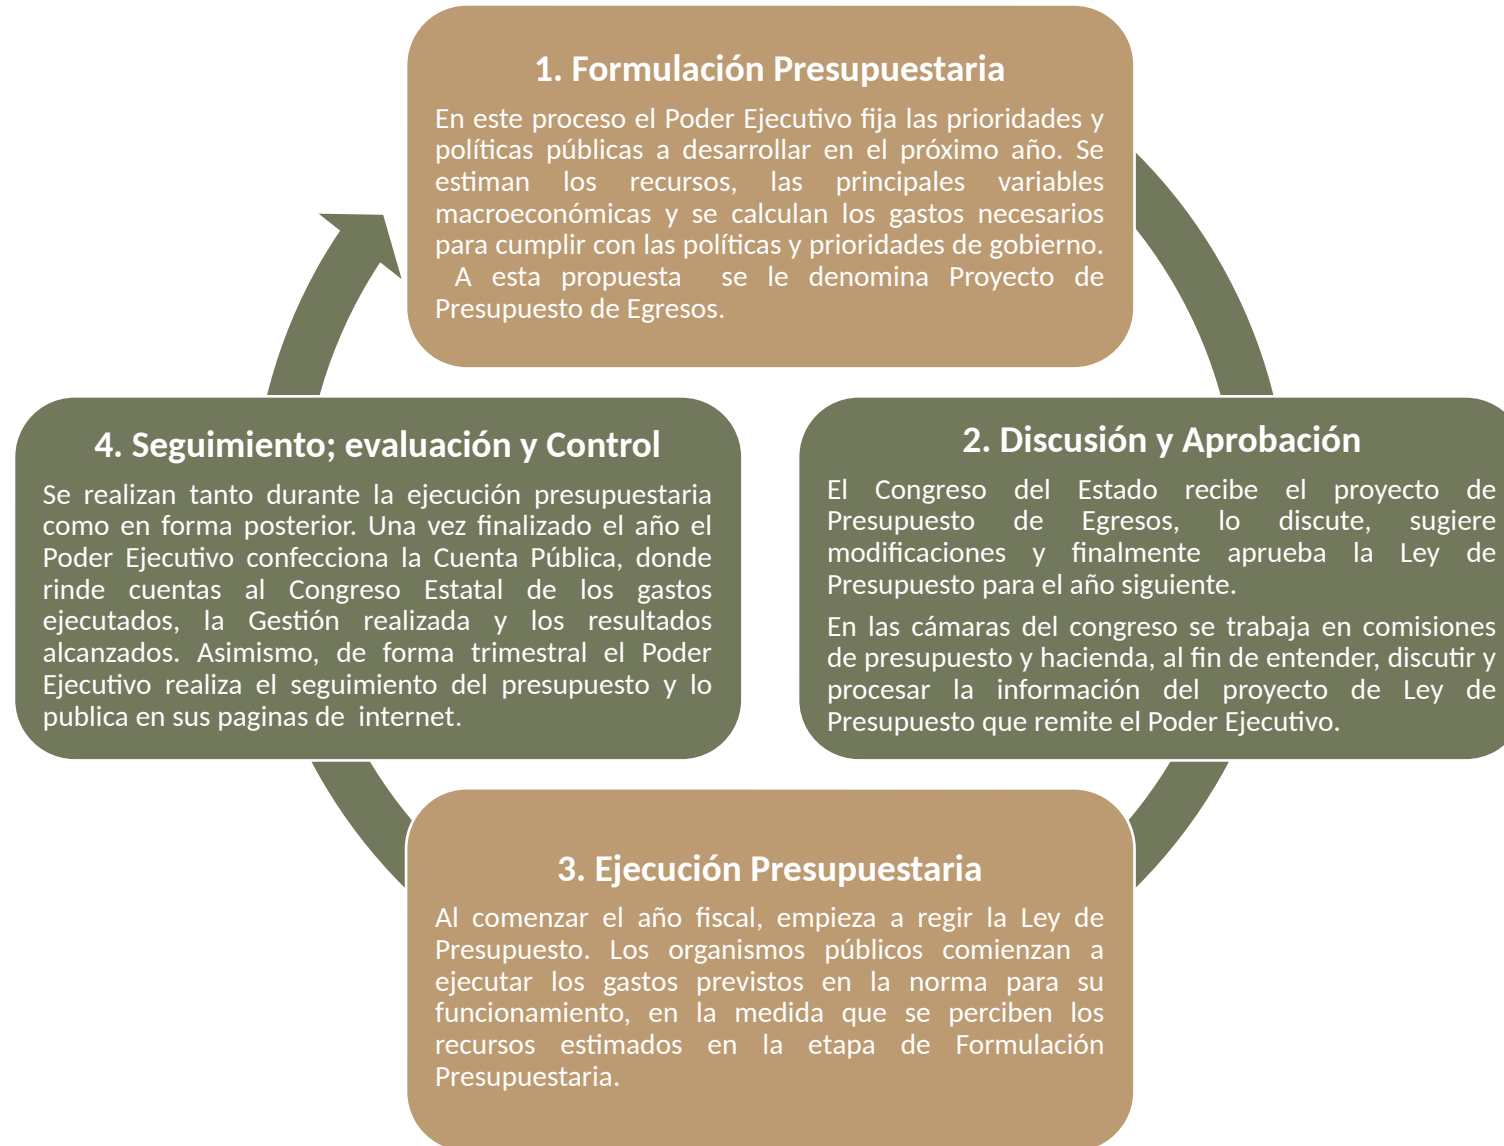 1. Formulación Presupuestaria
En este proceso el Poder Ejecutivo fija las prioridades y
políticas públicas a desarrollar en el próximo año. Se
estiman los recursos, las principales variables
macroeconómicas y se calculan los gastos necesarios
para cumplir con las políticas y prioridades de gobierno.
A esta propuesta se le denomina Proyecto de
Presupuesto de Egresos.
2. Discusión y Aprobación
El Congreso del Estado recibe el proyecto de
Presupuesto de Egresos, lo discute, sugiere
modificaciones y finalmente aprueba la Ley de
Presupuesto para el año siguiente.
En las cámaras del congreso se trabaja en comisiones
de presupuesto y hacienda, al fin de entender, discutir y
procesar la información del proyecto de Ley de
Presupuesto que remite el Poder Ejecutivo.
3. Ejecución Presupuestaria
Al comenzar el año fiscal, empieza a regir la Ley de
Presupuesto. Los organismos públicos comienzan a
ejecutar los gastos previstos en la norma para su
funcionamiento, en la medida que se perciben los
recursos estimados en la etapa de Formulación
Presupuestaria.
4. Seguimiento; evaluación y Control
Se realizan tanto durante la ejecución presupuestaria
como en forma posterior. Una vez finalizado el año el
Poder Ejecutivo confecciona la Cuenta Pública, donde
rinde cuentas al Congreso Estatal de los gastos
ejecutados, la Gestión realizada y los resultados
alcanzados. Asimismo, de forma trimestral el Poder
Ejecutivo realiza el seguimiento del presupuesto y lo
publica en sus paginas de internet.